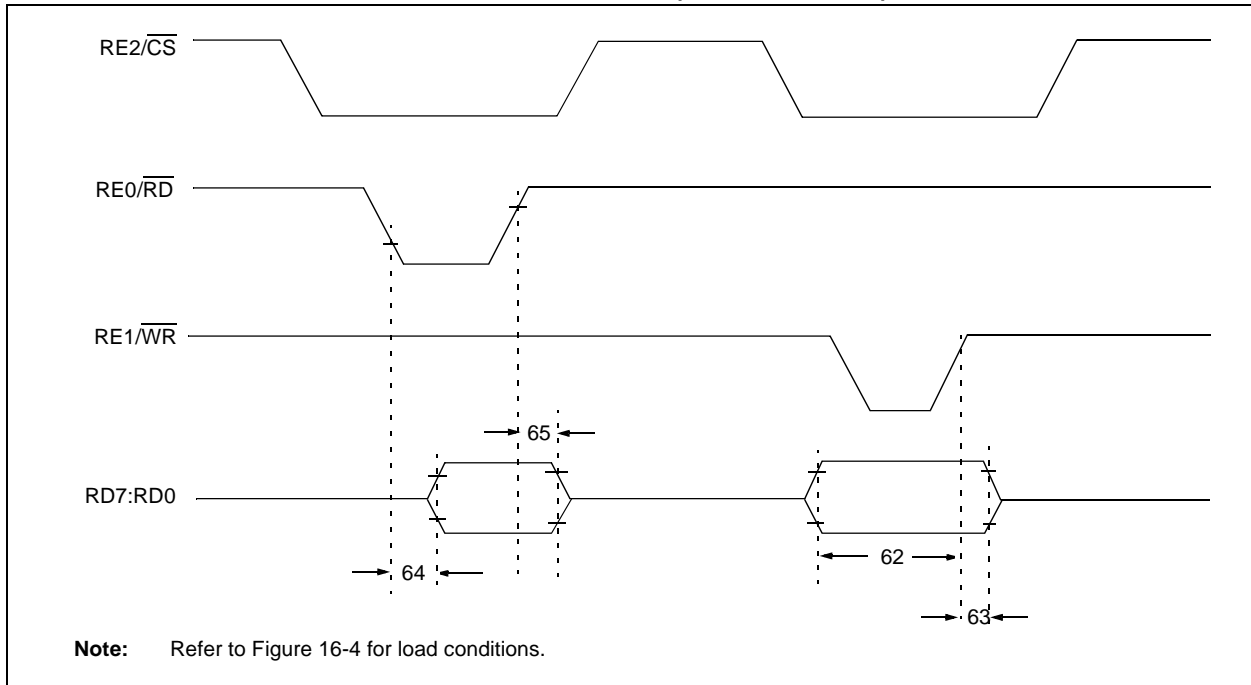 RE2/CS
RE0/RD
RE1/WR
65
RD7:RD0
64
62
63
Note: Refer to Figure 16-4 for load conditions.